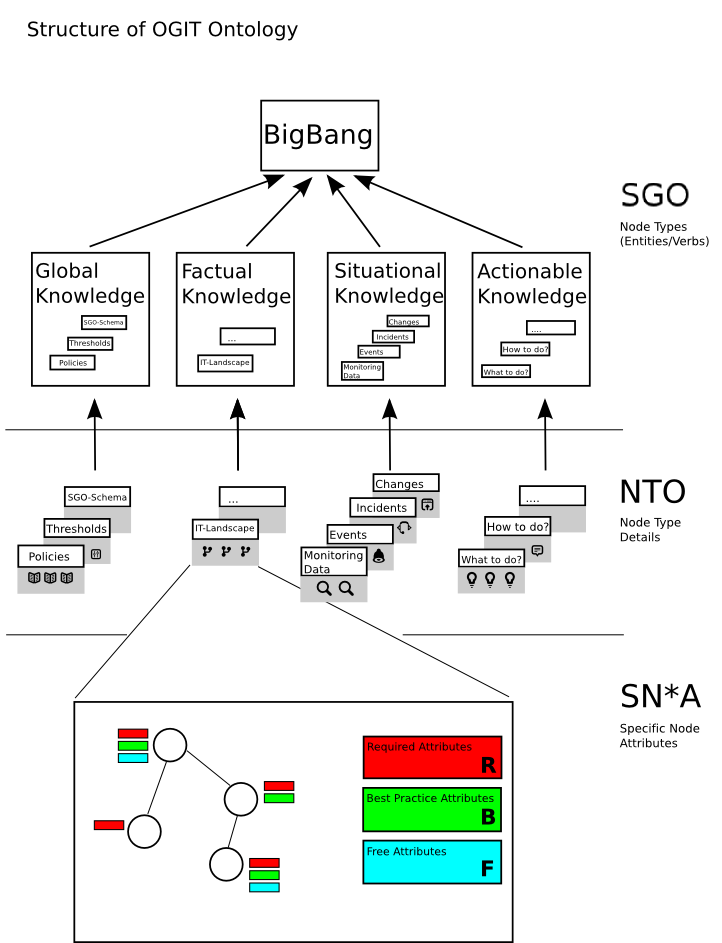 Structure of OGIT Ontology
BigBang
SGO
Node Types
(Entities/Verbs)
Global
Knowledge
SGO-Schema
Thresholds
Policies
Factual
Knowledge
...
IT-Landscape
Situational
Knowledge
Changes
Incidents
Events
Monitoring
Data
Actionable
Knowledge
....
How to do?
What to do?
NTO
Node Type
Details
SGO-Schema
Thresholds
Policies
...
IT-Landscape
Changes
Incidents
Events
Monitoring
Data
....
How to do?
What to do?
SN*A
Specific Node
Attributes
Required Attributes
R
Best Practice Attributes
B
Free Attributes
F